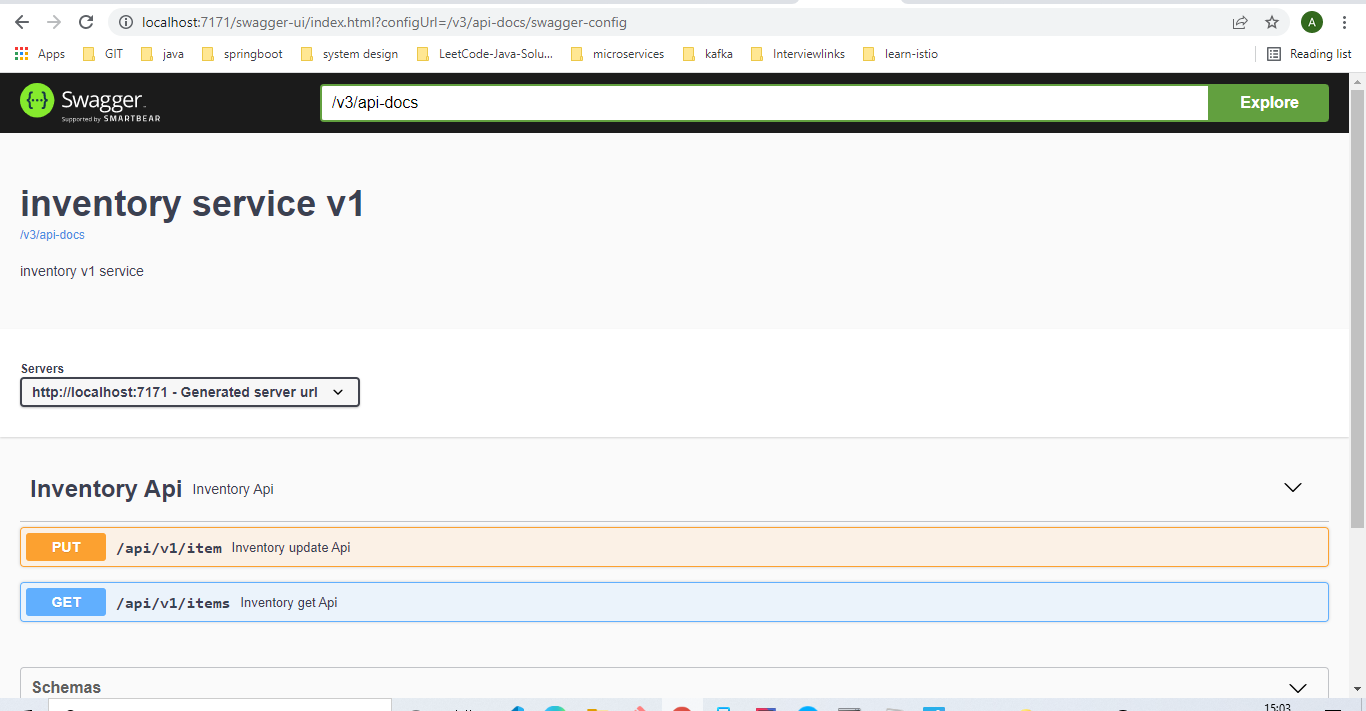 localhost:7171/swagger-ui/index.html?configUrl=/v3/api-docs/swagger-config
A
Apps GIT java springboot system design LeetCode-Java-Solu... microservices kafka Interviewlinks learn-istio Reading list
{···} Swagger.
Supported by SMARTBEAR
/v3/api-docs Explore
inventory service v1
/v3/api-docs
inventory v1 service
Servers
http://localhost:7171 - Generated server url
Inventory Api Inventory Api
PUT /api/v1/item Inventory update Api
GET /api/v1/items Inventory get Api
Schemas
15:03